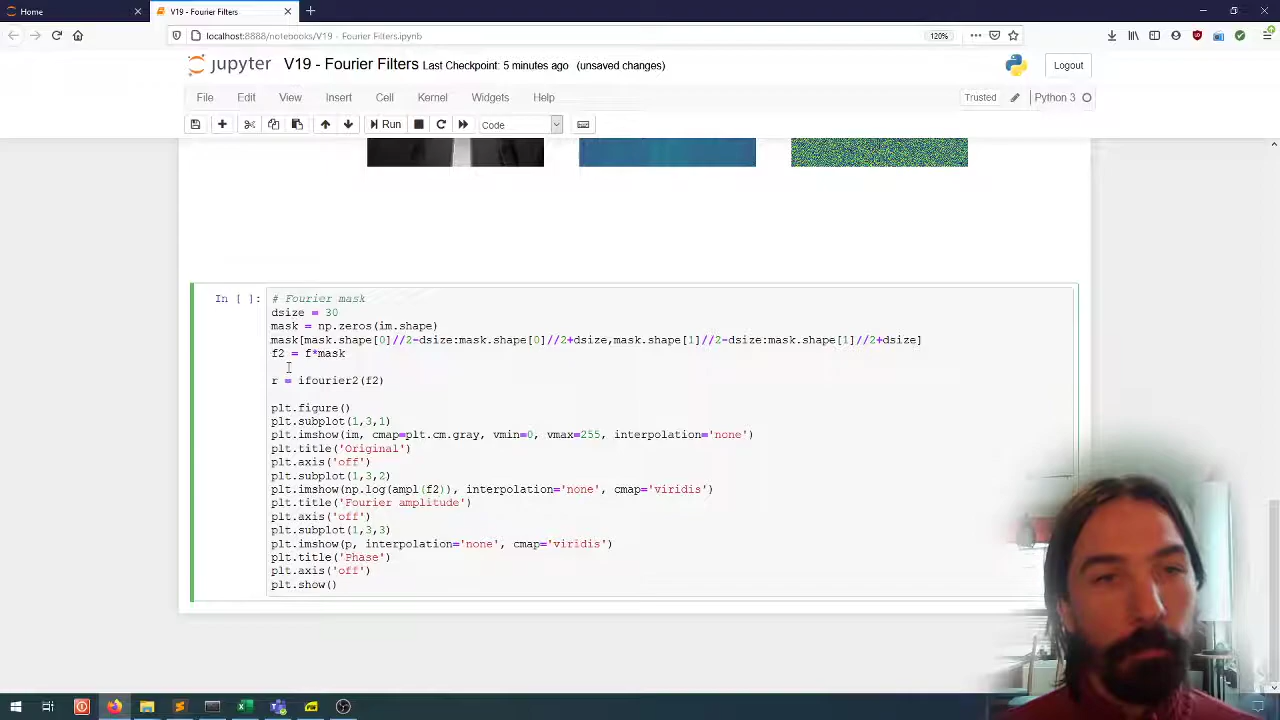 Home
V19 - Fourier Filters
localhost:8888/notebooks/V19 - Fourier Filters.ipynb
120%
jupyter V19 - Fourier Filters Last Checkpoint: 5 minutes ago (unsaved changes)
Logout
File Edit View Insert Cell Kernel Widgets Help
Trusted
Python 3
Run
Code
In [ ]:
# Fourier mask
dsize = 30
mask = np.zeros(im.shape)
mask[mask.shape[0]//2-dsize:mask.shape[0]//2+dsize,mask.shape[1]//2-dsize:mask.shape[1]//2+dsize]
f2 = f*mask
r = ifourier2(f2)
plt.figure()
plt.subplot(1,3,1)
plt.imshow(im, cmap=plt.cm.gray, vmin=0, vmax=255, interpolation='none')
plt.title('Original')
plt.axis('off')
plt.subplot(1,3,2)
plt.imshow(np.log(ampl(f2)), interpolation='none', cmap='viridis')
plt.title('Fourier amplitude')
plt.axis('off')
plt.subplot(1,3,3)
plt.imshow(p, interpolation='none', cmap='viridis')
plt.title('Phase')
plt.axis('off')
plt.show()